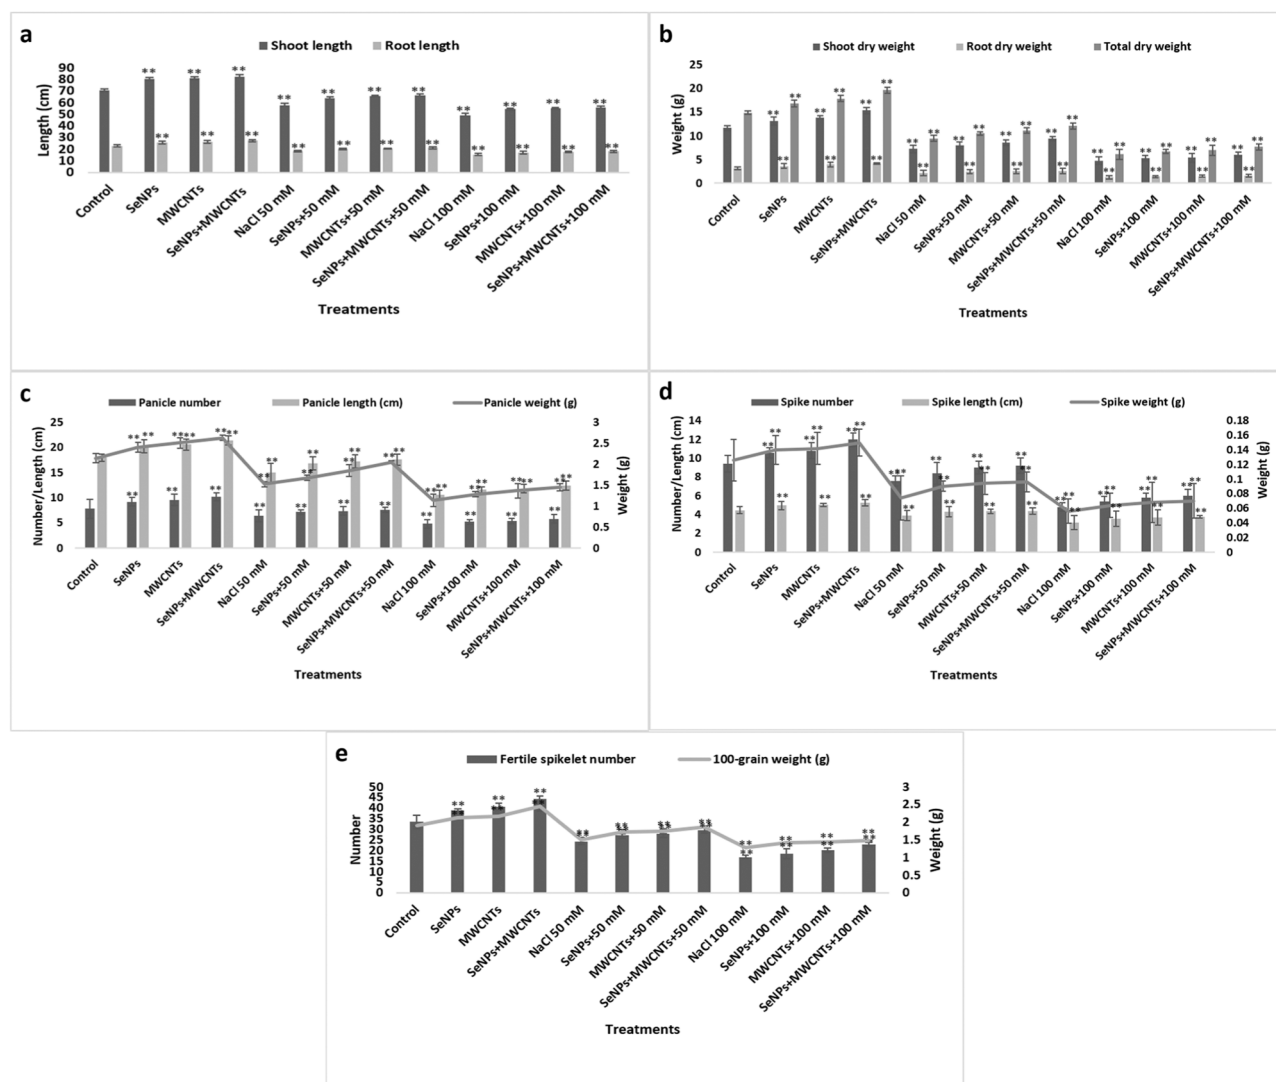 a
Shoot length
Root length
Length (cm)
90
80
70
60
50
40
30
20
10
0
** ** ** ** ** ** ** ** ** ** **
** ** ** ** ** ** ** ** ** ** **
Control
SeNPs
MWCNTs
SeNPs+MWCNTs
NaCl 50 mM
SeNPs+50 mM
MWCNTs+50 mM
SeNPs+MWCNTs+50 mM
NaCl 100 mM
SeNPs+100 mM
MWCNTs+100 mM
SeNPs+MWCNTs+100 mM
Treatments
b
Shoot dry weight
Root dry weight
Total dry weight
Weight (g)
25
20
15
10
5
0
** ** ** ** ** ** ** ** ** ** **
** ** ** ** ** ** ** ** ** ** **
** ** ** ** ** ** ** ** ** ** **
Control
SeNPs
MWCNTs
SeNPs+MWCNTs
NaCl 50 mM
SeNPs+50 mM
MWCNTs+50 mM
SeNPs+MWCNTs+50 mM
NaCl 100 mM
SeNPs+100 mM
MWCNTs+100 mM
SeNPs+MWCNTs+100 mM
Treatments
c
Panicle number
Panicle length (cm)
Panicle weight (g)
Number/Length (cm)
25
20
15
10
5
0
** ** ** ** ** ** ** ** ** ** **
** ** ** ** ** ** ** ** ** ** **
** ** ** ** ** ** ** ** ** ** **
3
2.5
2
1.5
1
0.5
0
Weight (g)
Control
SeNPs
MWCNTs
SeNPs+MWCNTs
NaCl 50 mM
SeNPs+50 mM
MWCNTs+50 mM
SeNPs+MWCNTs+50 mM
NaCl 100 mM
SeNPs+100 mM
MWCNTs+100 mM
SeNPs+MWCNTs+100 mM
Treatments
d
Spike number
Spike length (cm)
Spike weight (g)
Number/Length (cm)
14
12
10
8
6
4
2
0
** ** ** ** ** ** ** ** ** ** **
** ** ** ** ** ** ** ** ** ** **
** ** ** ** ** ** ** ** ** ** **
0.18
0.16
0.14
0.12
0.1
0.08
0.06
0.04
0.02
0
Weight (g)
Control
SeNPs
MWCNTs
SeNPs+MWCNTs
NaCl 50 mM
SeNPs+50 mM
MWCNTs+50 mM
SeNPs+MWCNTs+50 mM
NaCl 100 mM
SeNPs+100 mM
MWCNTs+100 mM
SeNPs+MWCNTs+100 mM
Treatments
e
Fertile spikelet number
100-grain weight (g)
Number
50
45
40
35
30
25
20
15
10
5
0
** ** ** ** ** ** ** ** ** ** **
** ** ** ** ** ** ** ** ** ** **
3
2.5
2
1.5
1
0.5
0
Weight (g)
Control
SeNPs
MWCNTs
SeNPs+MWCNTs
NaCl 50 mM
SeNPs+50 mM
MWCNTs+50 mM
SeNPs+MWCNTs+50 mM
NaCl 100 mM
SeNPs+100 mM
MWCNTs+100 mM
SeNPs+MWCNTs+100 mM
Treatments